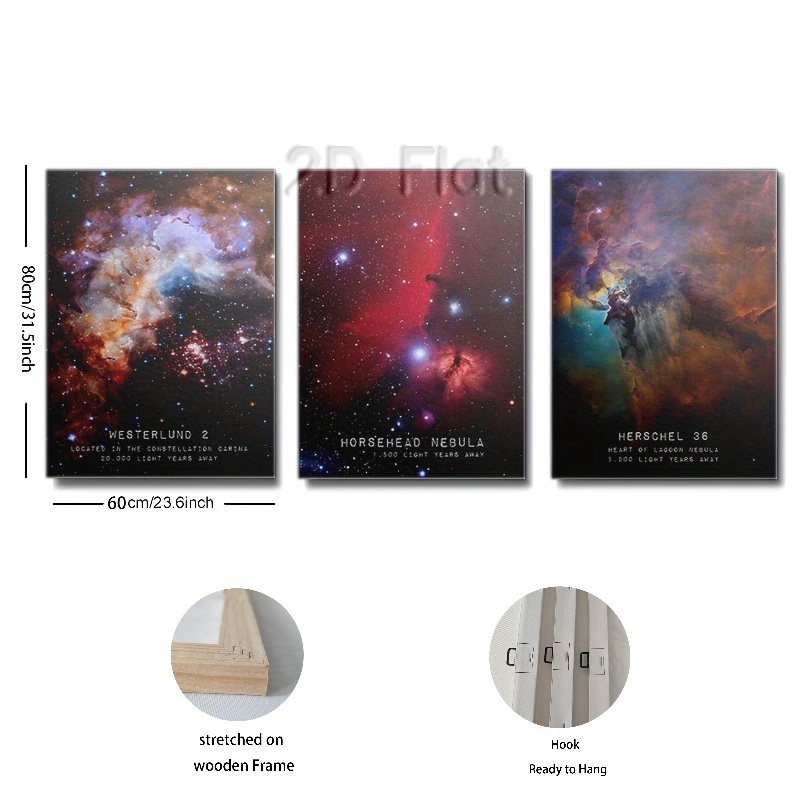 2D Flat
80cm/31.5inch
WESTERLUND 2
LOCATED IN THE CONSTELLATION CARINA
20.000 LIGHT YEARS AWAY
HORSEHEAD NEBULA
1.500 LIGHT YEARS AWAY
HERSCHEL 36
HEART OF LAGOON NEBULA
5.200 LIGHT YEARS AWAY
60cm/23.6inch
stretched on
wooden Frame
Hook
Ready to Hang